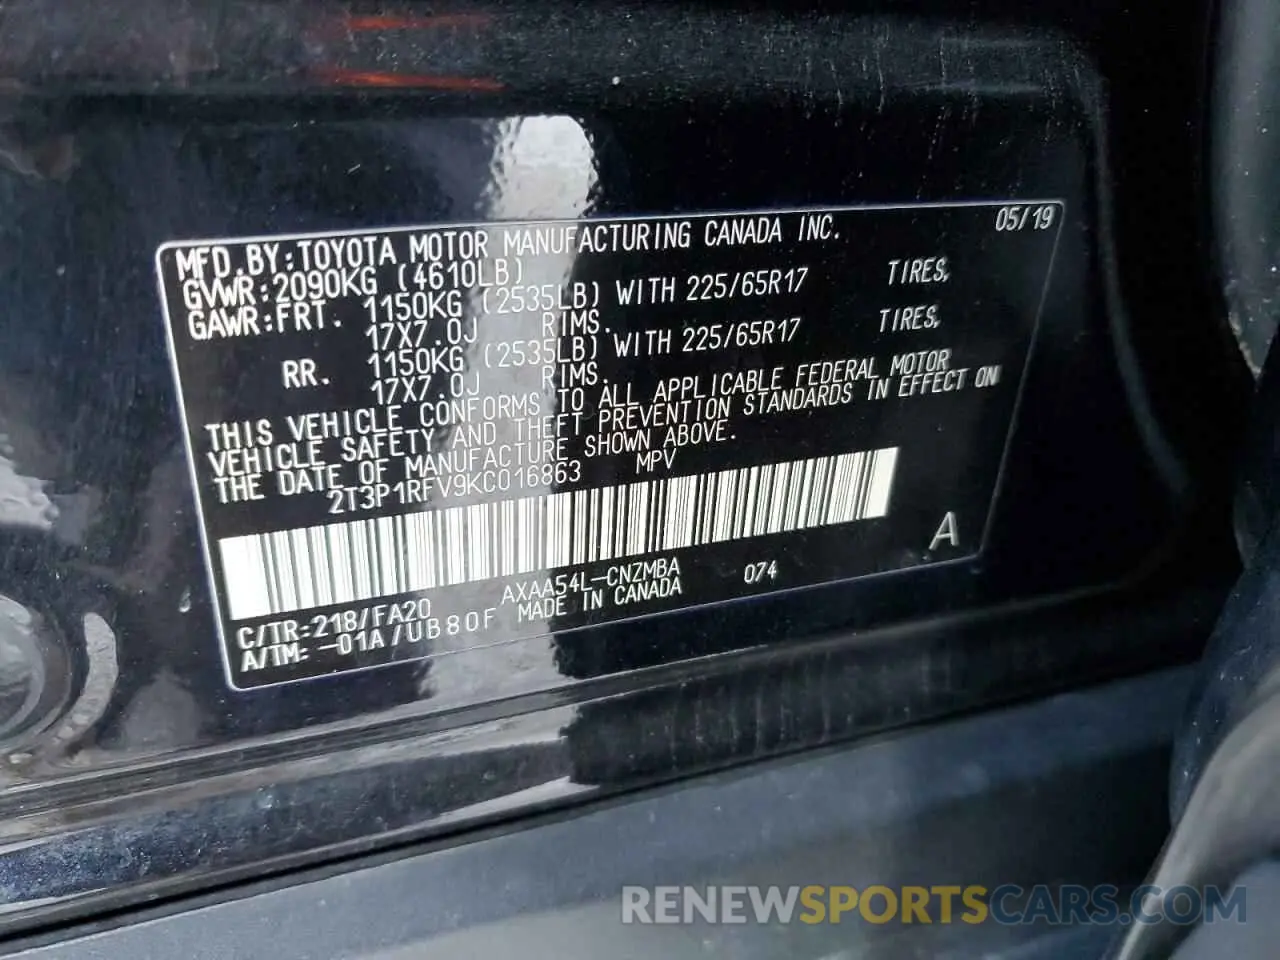 MFD.BY:TOYOTA MOTOR MANUFACTURING CANADA INC. 05/19
GVWR:2090KG (4610LB)
GAWR:FRT. 1150KG (2535LB) WITH 225/65R17 TIRES,
17X7.0J RIMS.
RR. 1150KG (2535LB) WITH 225/65R17 TIRES,
17X7.0J RIMS.
THIS VEHICLE CONFORMS TO ALL APPLICABLE FEDERAL MOTOR
VEHICLE SAFETY AND THEFT PREVENTION STANDARDS IN EFFECT ON
THE DATE OF MANUFACTURE SHOWN ABOVE.
2T3P1RFV9KC016863 MPV
A
C/TR:218/FA20 AXAA54L-CNZMBA 074
A/TM:-01A/UB80F MADE IN CANADA
RENEWSPORTSCARS.COM